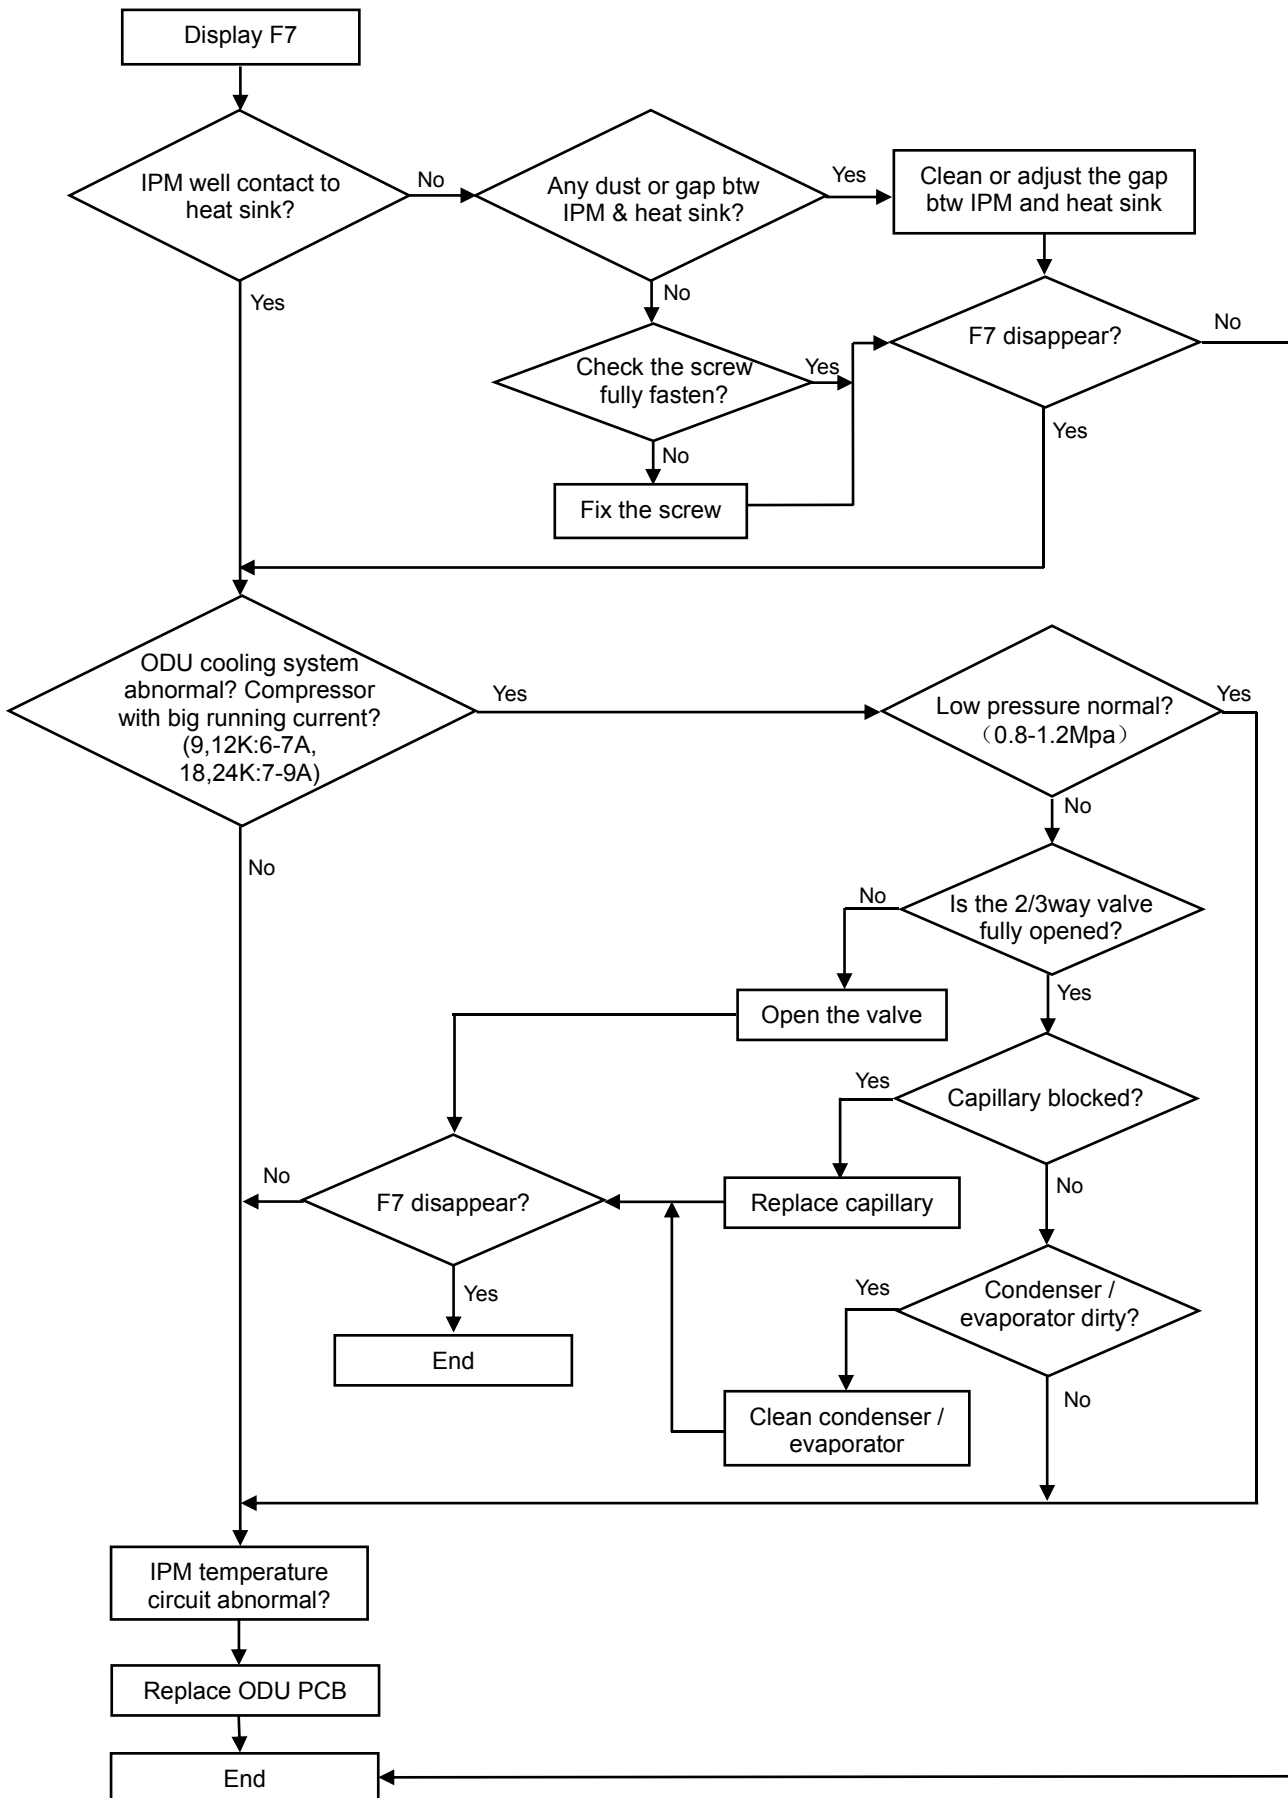 Display F7
IPM well contact to
heat sink?
No
Any dust or gap btw
IPM & heat sink?
Yes
Clean or adjust the gap
btw IPM and heat sink
Yes
No
F7 disappear?
No
Check the screw
fully fasten?
Yes
Yes
No
Fix the screw
ODU cooling system
abnormal? Compressor
with big running current?
(9,12K:6-7A,
18,24K:7-9A)
Yes
Low pressure normal?
（0.8-1.2Mpa）
Yes
No
No
No
Is the 2/3way valve
fully opened?
Yes
Open the valve
Yes
Capillary blocked?
No
F7 disappear?
Replace capillary
No
Yes
Yes
Condenser /
evaporator dirty?
End
No
Clean condenser /
evaporator
IPM temperature
circuit abnormal?
Replace ODU PCB
End